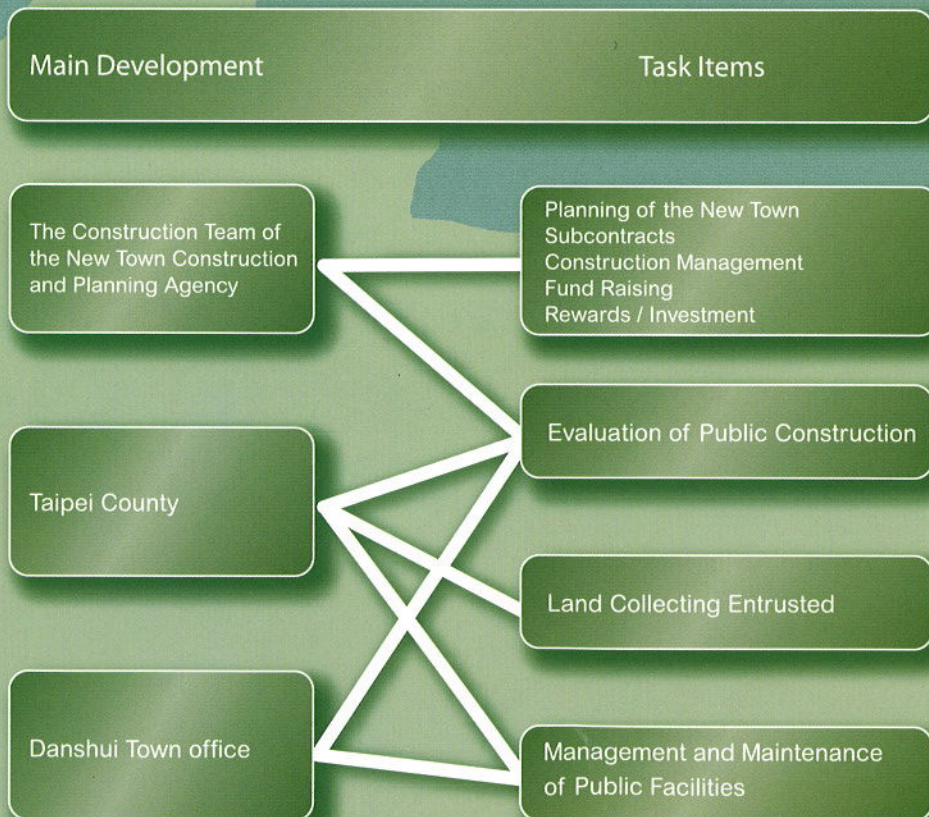 Main Development
Task Items
The Construction Team of
the New Town Construction
and Planning Agency
Planning of the New Town
Subcontracts
Construction Management
Fund Raising
Rewards / Investment
Evaluation of Public Construction
Taipei County
Land Collecting Entrusted
Danshui Town office
Management and Maintenance
of Public Facilities